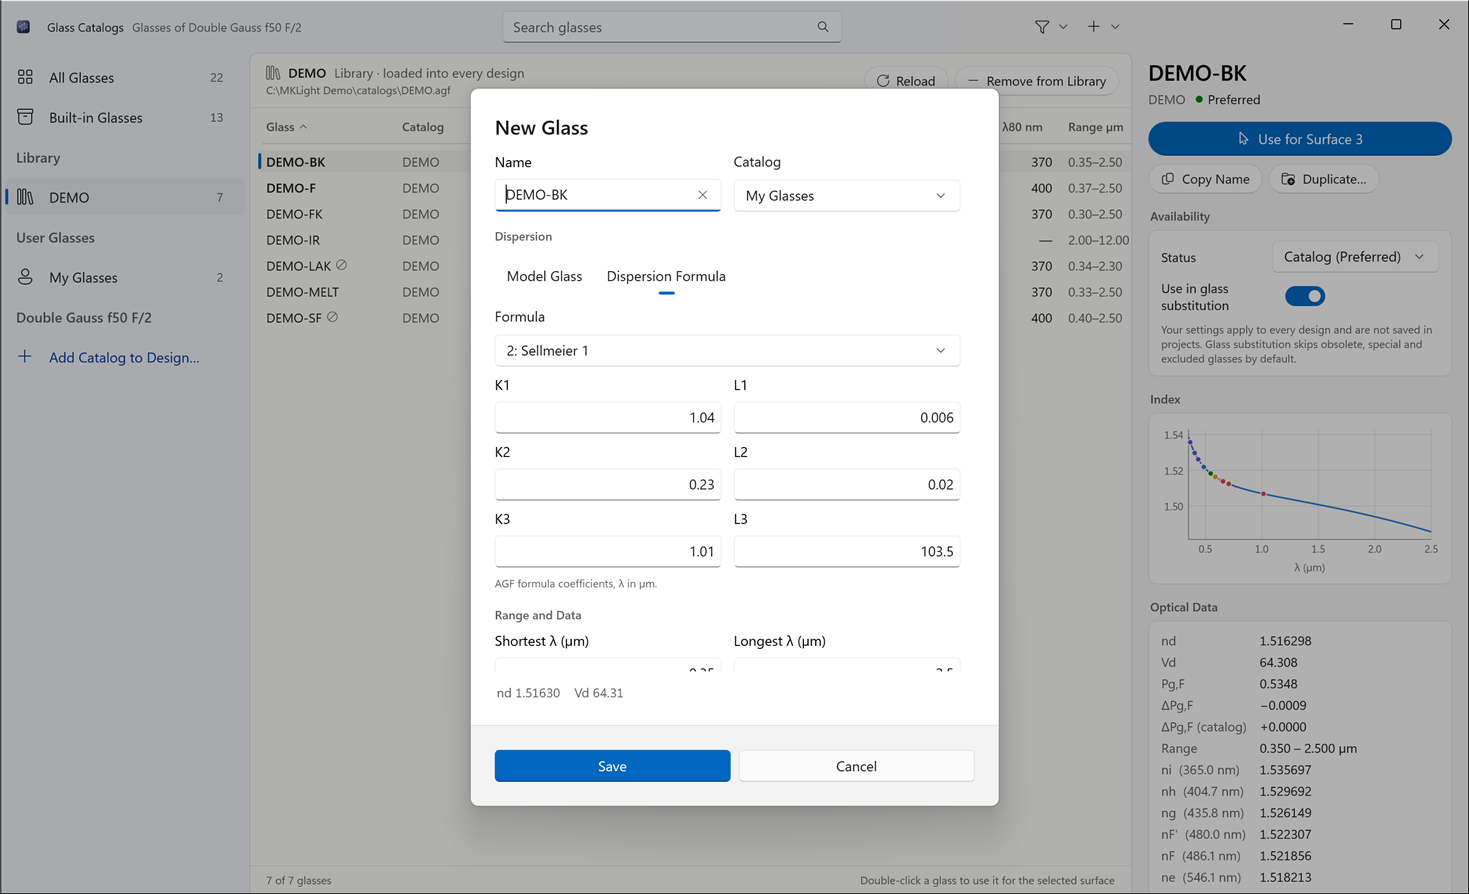 Glass Catalogs Glasses of Double Gauss f50 F/2
Search glasses
All Glasses 22
Built-in Glasses 13
Library
DEMO 7
User Glasses
My Glasses 2
Double Gauss f50 F/2
Add Catalog to Design...
DEMO Library · loaded into every design
C:\MKLight Demo\catalogs\DEMO.agf
Reload
Remove from Library
Glass Catalog λ80 nm Range µm
DEMO-BK DEMO 370 0.35–2.50
DEMO-F DEMO 400 0.37–2.50
DEMO-FK DEMO 370 0.30–2.50
DEMO-IR DEMO — 2.00–12.00
DEMO-LAK DEMO 370 0.34–2.30
DEMO-MELT DEMO 370 0.33–2.50
DEMO-SF DEMO 400 0.40–2.50
7 of 7 glasses
Double-click a glass to use it for the selected surface
New Glass
Name Catalog
DEMO-BK My Glasses
Dispersion
Model Glass Dispersion Formula
Formula
2: Sellmeier 1
K1 L1
1.04 0.006
K2 L2
0.23 0.02
K3 L3
1.01 103.5
AGF formula coefficients, λ in µm.
Range and Data
Shortest λ (µm) Longest λ (µm)
0.35 2.5
nd 1.51630 Vd 64.31
Save Cancel
DEMO-BK
DEMO Preferred
Use for Surface 3
Copy Name Duplicate...
Availability
Status Catalog (Preferred)
Use in glass
substitution
Your settings apply to every design and are not saved in
projects. Glass substitution skips obsolete, special and
excluded glasses by default.
Index
1.54
1.52
1.50
0.5 1.0 1.5 2.0 2.5
λ (µm)
Optical Data
nd 1.516298
Vd 64.308
Pg,F 0.5348
ΔPg,F −0.0009
ΔPg,F (catalog) +0.0000
Range 0.350 – 2.500 µm
ni (365.0 nm) 1.535697
nh (404.7 nm) 1.529692
ng (435.8 nm) 1.526149
nF' (480.0 nm) 1.522307
nF (486.1 nm) 1.521856
ne (546.1 nm) 1.518213